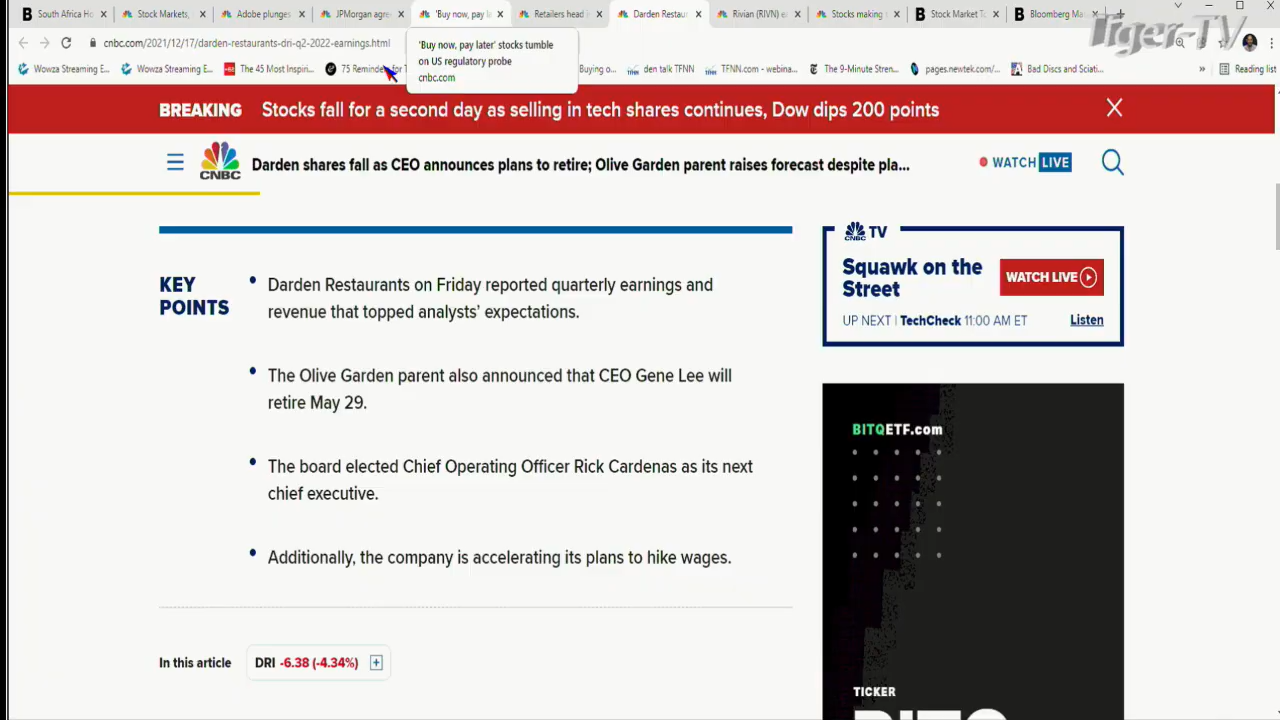 South Africa Ho
Stock Markets,
Adobe plunges
JPMorgan agre
'Buy now, pay la
Retailers head i
Darden Restaur
Rivian (RIVN) e
Stocks making
Stock Market To
Bloomberg Ma
Tiger-TV
cnbc.com/2021/12/17/darden-restaurants-dri-q2-2022-earnings.html
'Buy now, pay later' stocks tumble
on US regulatory probe
cnbc.com
Wowza Streaming E...
Wowza Streaming E...
The 45 Most Inspiri...
75 Reminde for
Buying o...
den talk TFNN
TFNN.com - webina...
The 9-Minute Stren...
pages.newtek.com/...
Bad Discs and Sciati...
»
Reading list
BREAKING Stocks fall for a second day as selling in tech shares continues, Dow dips 200 points
CNBC Darden shares fall as CEO announces plans to retire; Olive Garden parent raises forecast despite pla...
WATCH LIVE
KEY
POINTS
Darden Restaurants on Friday reported quarterly earnings and
revenue that topped analysts' expectations.
The Olive Garden parent also announced that CEO Gene Lee will
retire May 29.
The board elected Chief Operating Officer Rick Cardenas as its next
chief executive.
Additionally, the company is accelerating its plans to hike wages.
In this article DRI -6.38 (-4.34%) +
CNBC TV
Squawk on the
Street
WATCH LIVE
UP NEXT | TechCheck 11:00 AM ET Listen
BITQETF.com
TICKER
BITQ